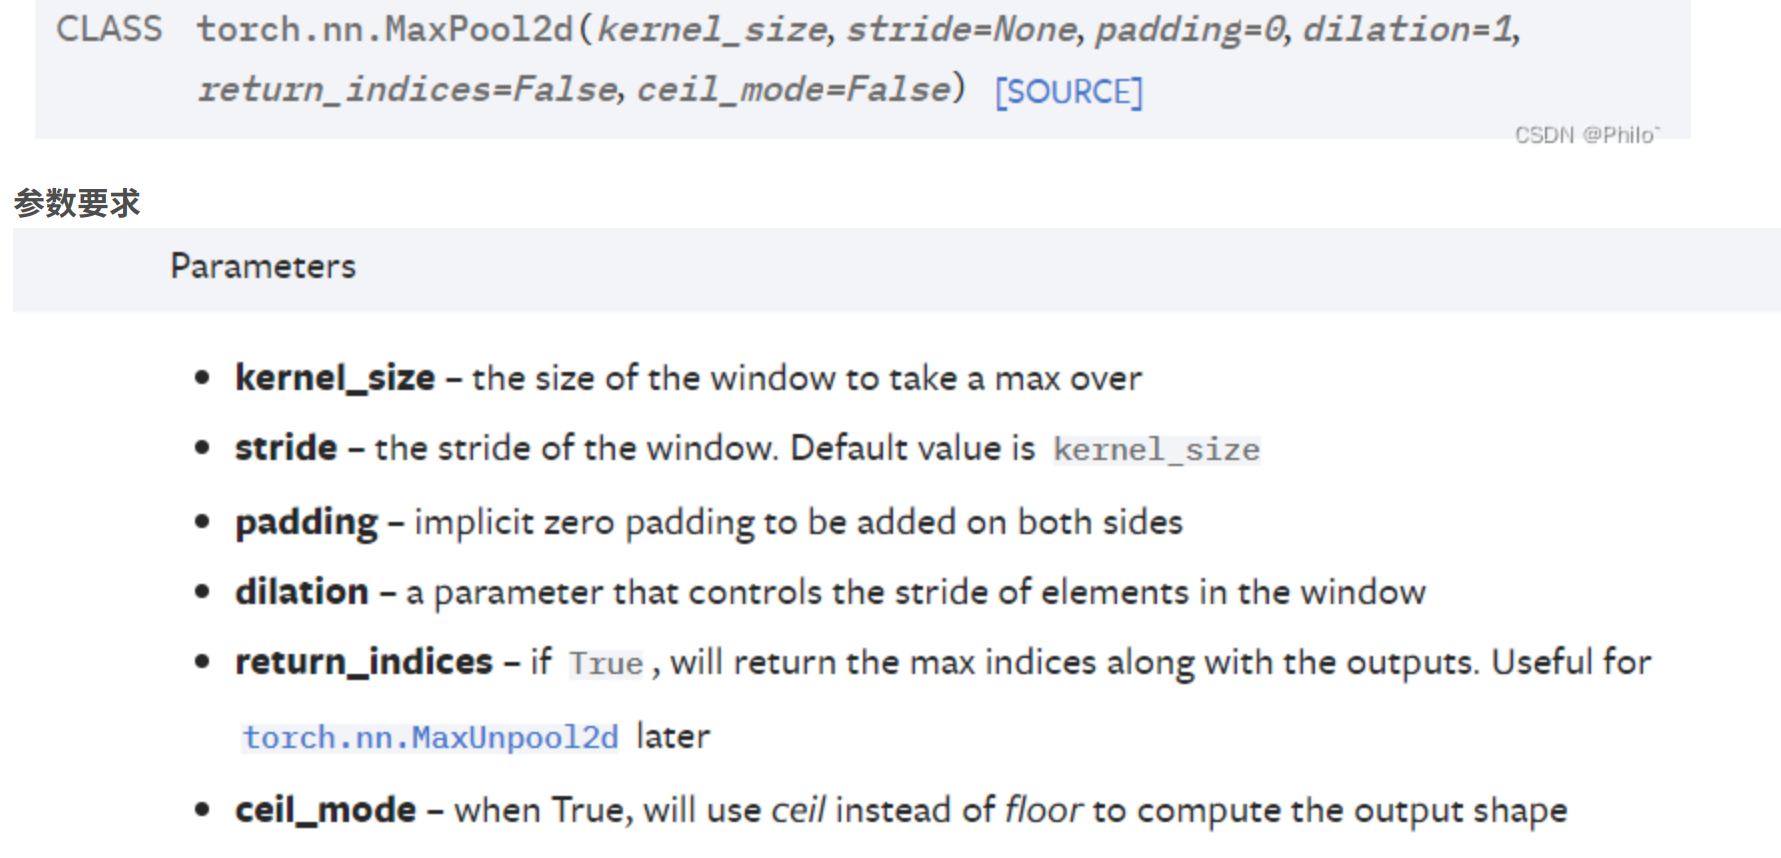 CLASS torch.nn.MaxPool2d(kernel_size, stride=None, padding=0, dilation=1,
return_indices=False, ceil_mode=False) [SOURCE]
CSDN @Philo`
参数要求
Parameters
• kernel_size – the size of the window to take a max over
• stride – the stride of the window. Default value is kernel_size
• padding – implicit zero padding to be added on both sides
• dilation – a parameter that controls the stride of elements in the window
• return_indices – if True, will return the max indices along with the outputs. Useful for
torch.nn.MaxUnpool2d later
• ceil_mode – when True, will use ceil instead of floor to compute the output shape